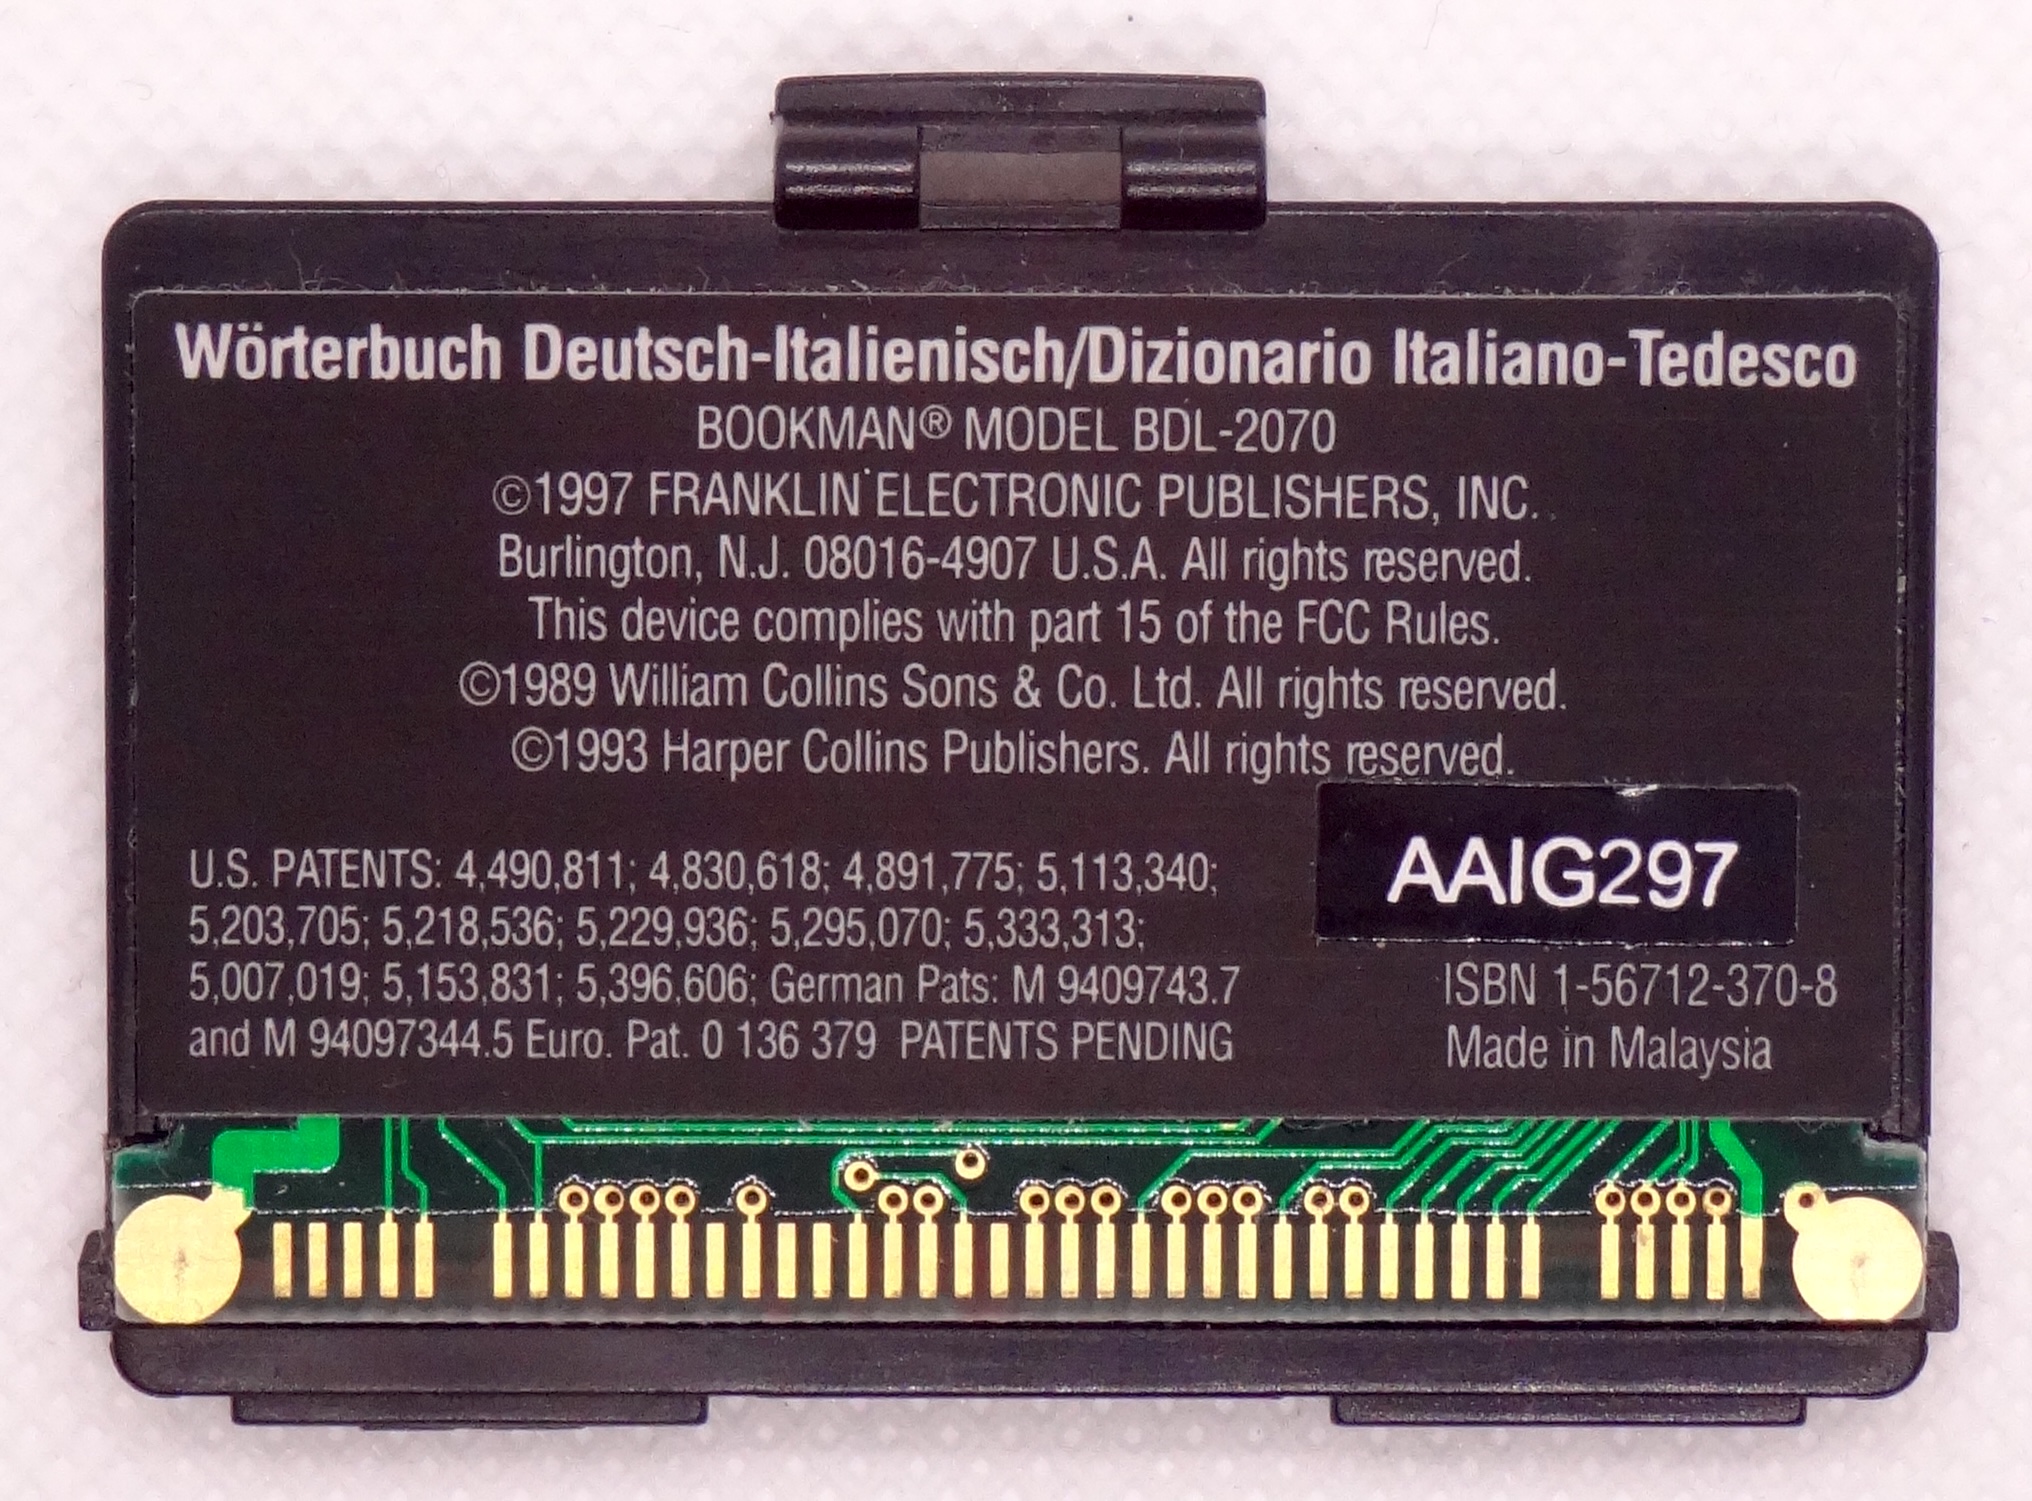 Wörterbuch Deutsch-Italienisch/Dizionario Italiano-Tedesco
BOOKMAN® MODEL BDL-2070
©1997 FRANKLIN ELECTRONIC PUBLISHERS, INC.
Burlington, N.J. 08016-4907 U.S.A. All rights reserved.
This device complies with part 15 of the FCC Rules.
©1989 William Collins Sons & Co. Ltd. All rights reserved.
©1993 Harper Collins Publishers. All rights reserved.
U.S. PATENTS: 4,490,811; 4,830,618; 4,891,775; 5,113,340;
5,203,705; 5,218,536; 5,229,936; 5,295,070; 5,333,313;
5,007,019; 5,153,831; 5,396,606; German Pats: M 9409743.7
and M 94097344.5 Euro. Pat. 0 136 379 PATENTS PENDING
AAIG297
ISBN 1-56712-370-8
Made in Malaysia